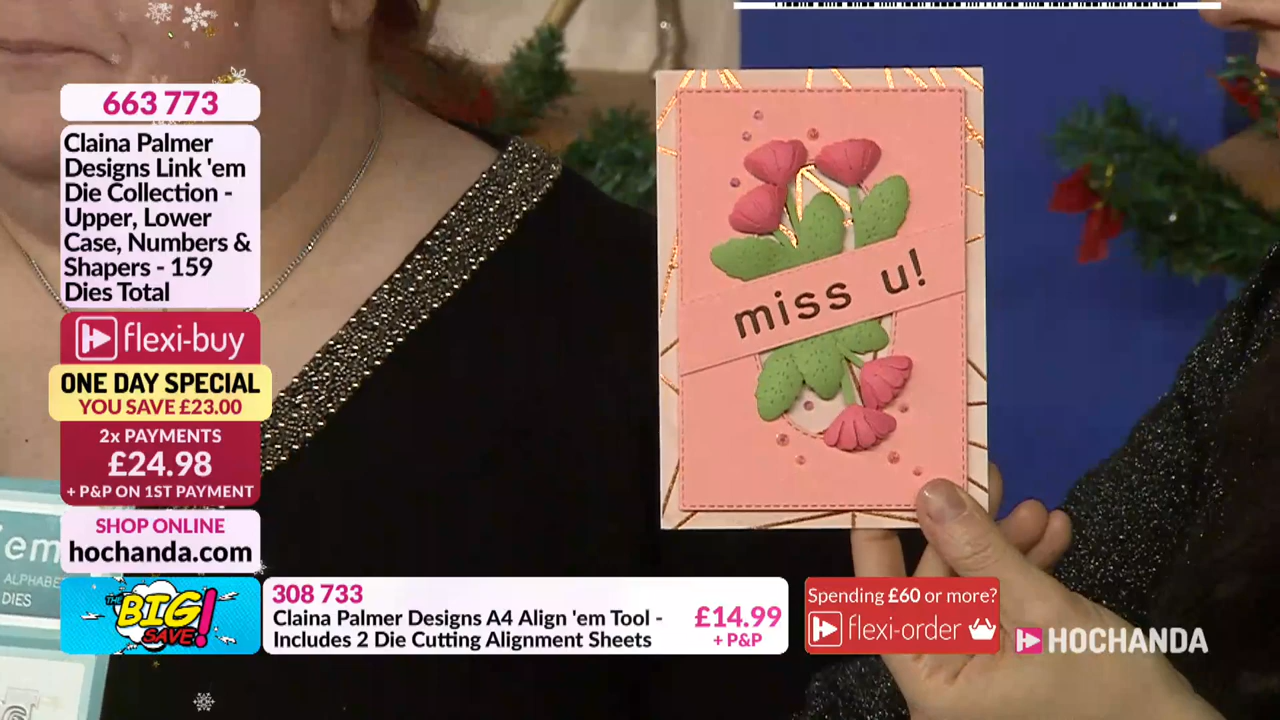 663 773
Claina Palmer
Designs Link 'em
Die Collection -
Upper, Lower
Case, Numbers &
Shapers - 159
Dies Total
flexi-buy
ONE DAY SPECIAL
YOU SAVE £23.00
2x PAYMENTS
£24.98
+ P&P ON 1ST PAYMENT
SHOP ONLINE
hochanda.com
miss u!
'em
ALPHABE
DIES
THE
BIG
SAVE!
308 733
Claina Palmer Designs A4 Align 'em Tool -
Includes 2 Die Cutting Alignment Sheets
£14.99
+ P&P
Spending £60 or more?
flexi-order
HOCHANDA